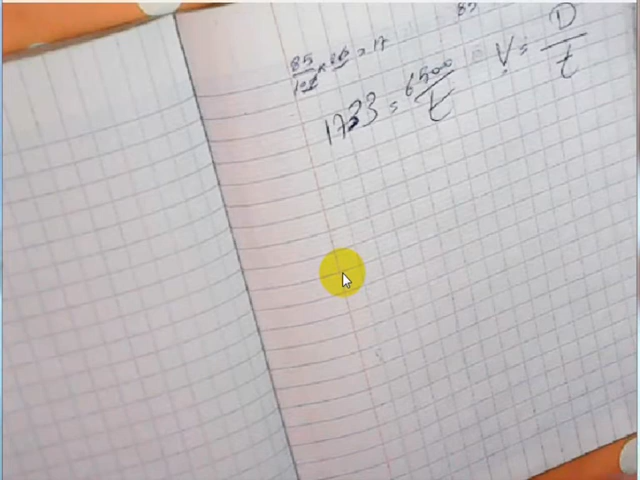 85/100 × 20 = 17
1733 = 6500/t
V = D/t